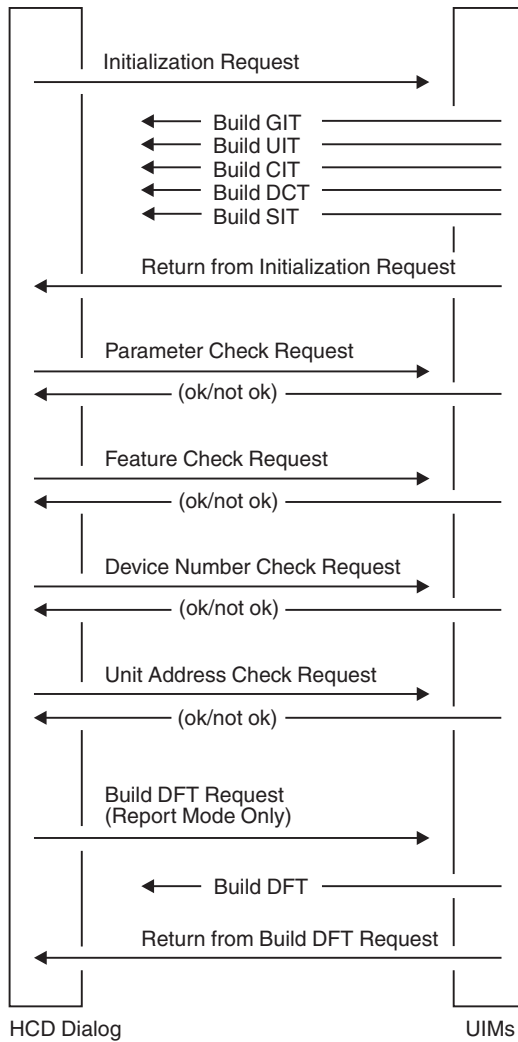 Initialization Request
Build GIT
Build UIT
Build CIT
Build DCT
Build SIT
Return from Initialization Request
Parameter Check Request
(ok/not ok)
Feature Check Request
(ok/not ok)
Device Number Check Request
(ok/not ok)
Unit Address Check Request
(ok/not ok)
Build DFT Request
(Report Mode Only)
Build DFT
Return from Build DFT Request
HCD Dialog
UIMs